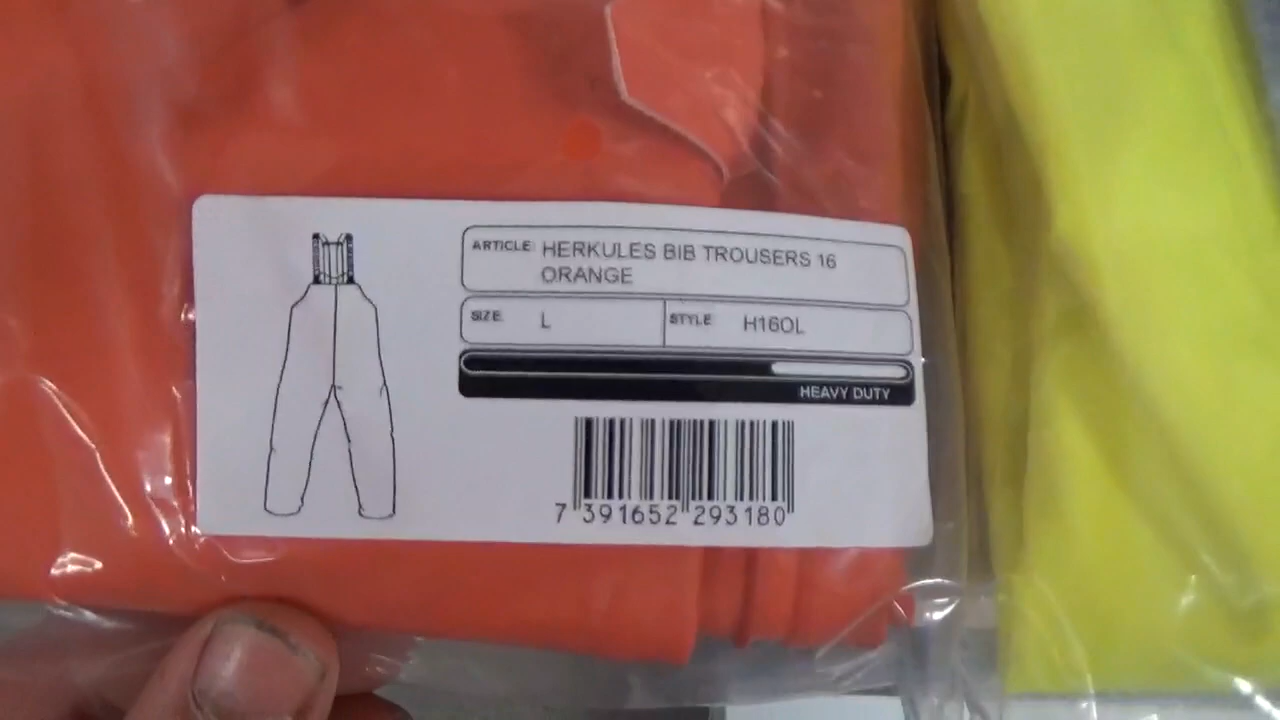 ARTICLE: HERKULES BIB TROUSERS 16
ORANGE
SIZE: L
STYLE: H16OL
HEAVY DUTY
7 391652 293180